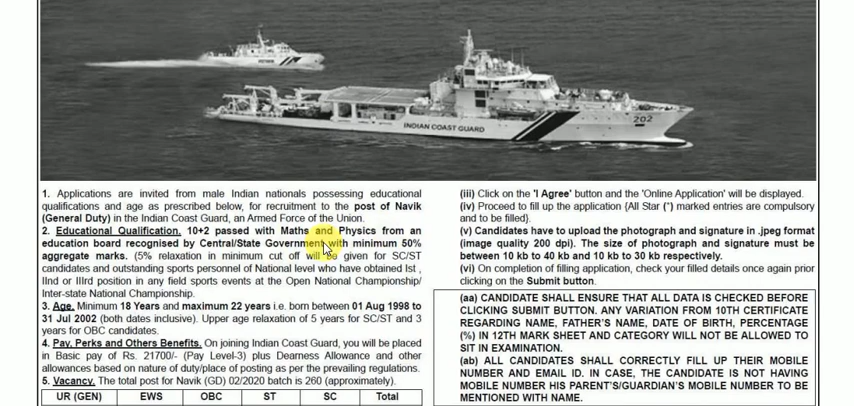 INDIAN COAST GUARD
202
1. Applications are invited from male Indian nationals possessing educational
qualifications and age as prescribed below, for recruitment to the post of Navik
(General Duty) in the Indian Coast Guard, an Armed Force of the Union.
2. Educational Qualification. 10+2 passed with Maths and Physics from an
education board recognised by Central/State Government with minimum 50%
aggregate marks. (5% relaxation in minimum cut off will be given for SC/ST
candidates and outstanding sports personnel of National level who have obtained Ist ,
IInd or IIIrd position in any field sports events at the Open National Championship/
Inter-state National Championship.
3. Age. Minimum 18 Years and maximum 22 years i.e. born between 01 Aug 1998 to
31 Jul 2002 (both dates inclusive). Upper age relaxation of 5 years for SC/ST and 3
years for OBC candidates.
4. Pay, Perks and Others Benefits. On joining Indian Coast Guard, you will be placed
in Basic pay of Rs. 21700/- (Pay Level-3) plus Dearness Allowance and other
allowances based on nature of duty/place of posting as per the prevailing regulations.
5. Vacancy. The total post for Navik (GD) 02/2020 batch is 260 (approximately).
UR (GEN) EWS OBC ST SC Total
(iii) Click on the 'I Agree' button and the 'Online Application' will be displayed.
(iv) Proceed to fill up the application {All Star (*) marked entries are compulsory
and to be filled}.
(v) Candidates have to upload the photograph and signature in .jpeg format
(image quality 200 dpi). The size of photograph and signature must be
between 10 kb to 40 kb and 10 kb to 30 kb respectively.
(vi) On completion of filling application, check your filled details once again prior
clicking on the Submit button.
(aa) CANDIDATE SHALL ENSURE THAT ALL DATA IS CHECKED BEFORE
CLICKING SUBMIT BUTTON. ANY VARIATION FROM 10TH CERTIFICATE
REGARDING NAME, FATHER'S NAME, DATE OF BIRTH, PERCENTAGE
(%) IN 12TH MARK SHEET AND CATEGORY WILL NOT BE ALLOWED TO
SIT IN EXAMINATION.
(ab) ALL CANDIDATES SHALL CORRECTLY FILL UP THEIR MOBILE
NUMBER AND EMAIL ID. IN CASE, THE CANDIDATE IS NOT HAVING
MOBILE NUMBER HIS PARENT'S/GUARDIAN'S MOBILE NUMBER TO BE
MENTIONED WITH NAME.